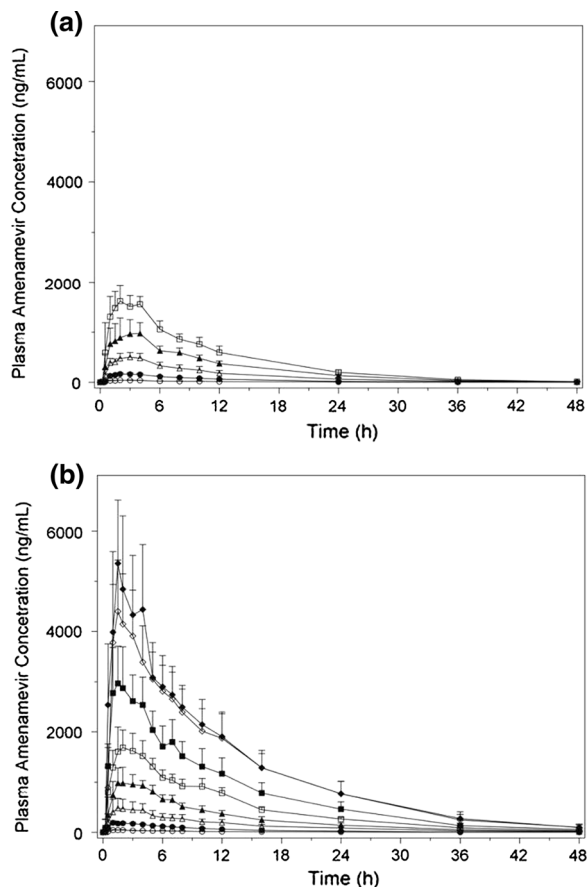 (a)
Plasma Amenamevir Concetration (ng/mL)
6000
4000
2000
0
0 6 12 18 24 30 36 42 48
Time (h)
(b)
Plasma Amenamevir Concetration (ng/mL)
6000
4000
2000
0
0 6 12 18 24 30 36 42 48
Time (h)